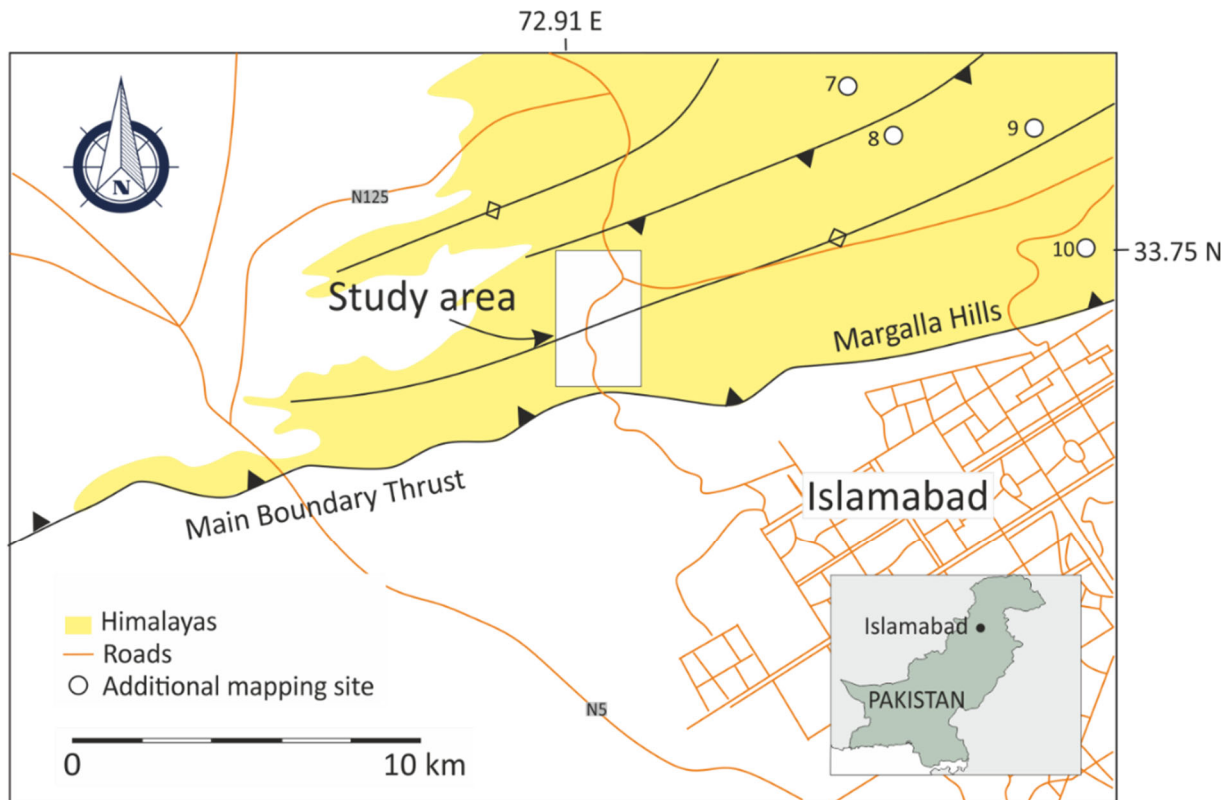 72.91 E
7
8
9
N125
10
33.75 N
Study area
Margalla Hills
N
Main Boundary Thrust
Islamabad
Himalayas
Roads
Additional mapping site
Islamabad
PAKISTAN
N5
0 10 km